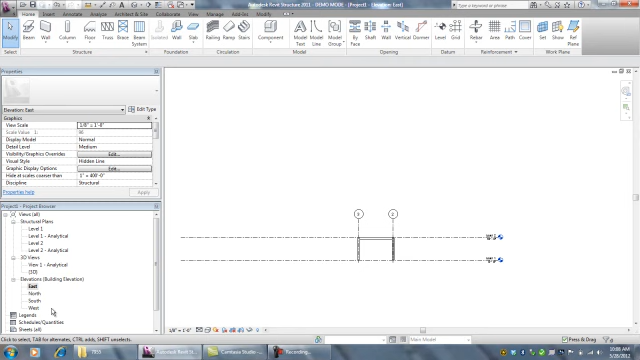 Autodesk Revit Structure 2011 - DEMO MODE - [Project1 - Elevation: East]
Home Insert Annotate Analyze Architect & Site Collaborate View Manage Add-Ins Modify
Modify Beam Wall Column Floor Truss Brace Beam System Isolated Wall Slab Railing Ramp Stairs Component Model Text Model Line Model Group By Face Shaft Wall Vertical Dormer Level Grid Rebar Area Path Cover Set Show Ref Plane
Select Structure Foundation Circulation Model Opening Datum Reinforcement Work Plane
Properties
Elevation: East
Edit Type
Graphics
View Scale 1/8" = 1'-0"
Scale Value 1: 96
Display Model Normal
Detail Level Medium
Visibility/Graphics Overrides Edit...
Visual Style Hidden Line
Graphic Display Options Edit...
Hide at scales coarser than 1" = 400'-0"
Discipline Structural
Properties help
Apply
Project5 - Project Browser
Views (all)
Structural Plans
Level 1
Level 1 - Analytical
Level 2
Level 2 - Analytical
3D Views
View 1 - Analytical
{3D}
Elevations (Building Elevation)
East
North
South
West
Legends
Schedules/Quantities
Sheets (all)
2
1/8" = 1'-0"
Click to select, TAB for alternates, CTRL adds, SHIFT unselects.
Main Model
Press & Drag
7955
Autodesk Revit St...
Camtasia Studio - ...
Recording...
10:08 AM
5/28/2012